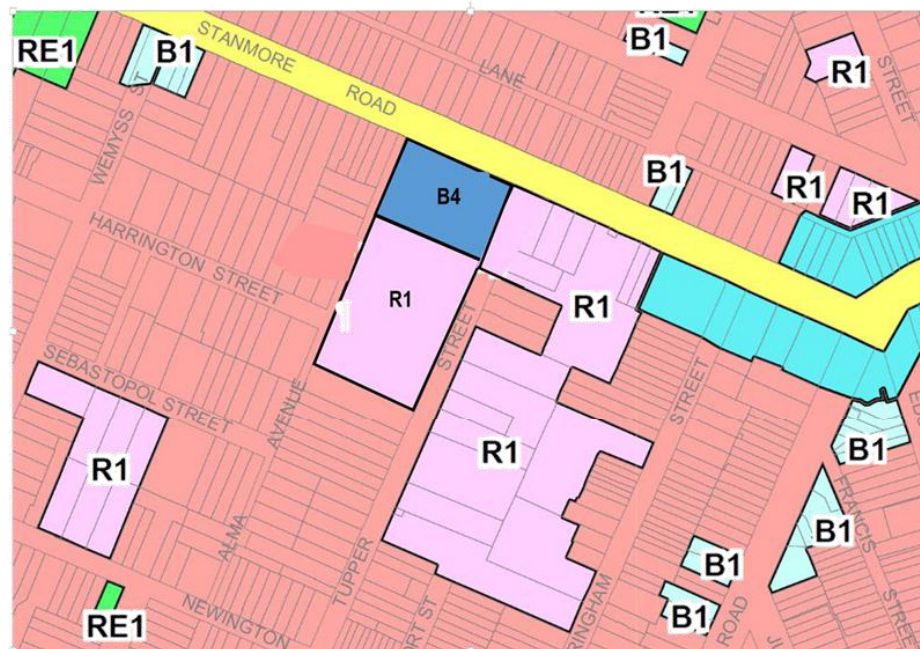 STANMORE
ROAD
LANE
RE1
B1
B1
R1
STREET
WEMYSS ST
B4
B1
R1
R1
HARRINGTON STREET
R1
R1
STREET
SEBASTOPOL STREET
AVENUE
STREET
R1
R1
B1
FRANCIS
STREET
B1
ALMA
TUPPER
B1
B1
ROAD
RE1
NEWINGTON